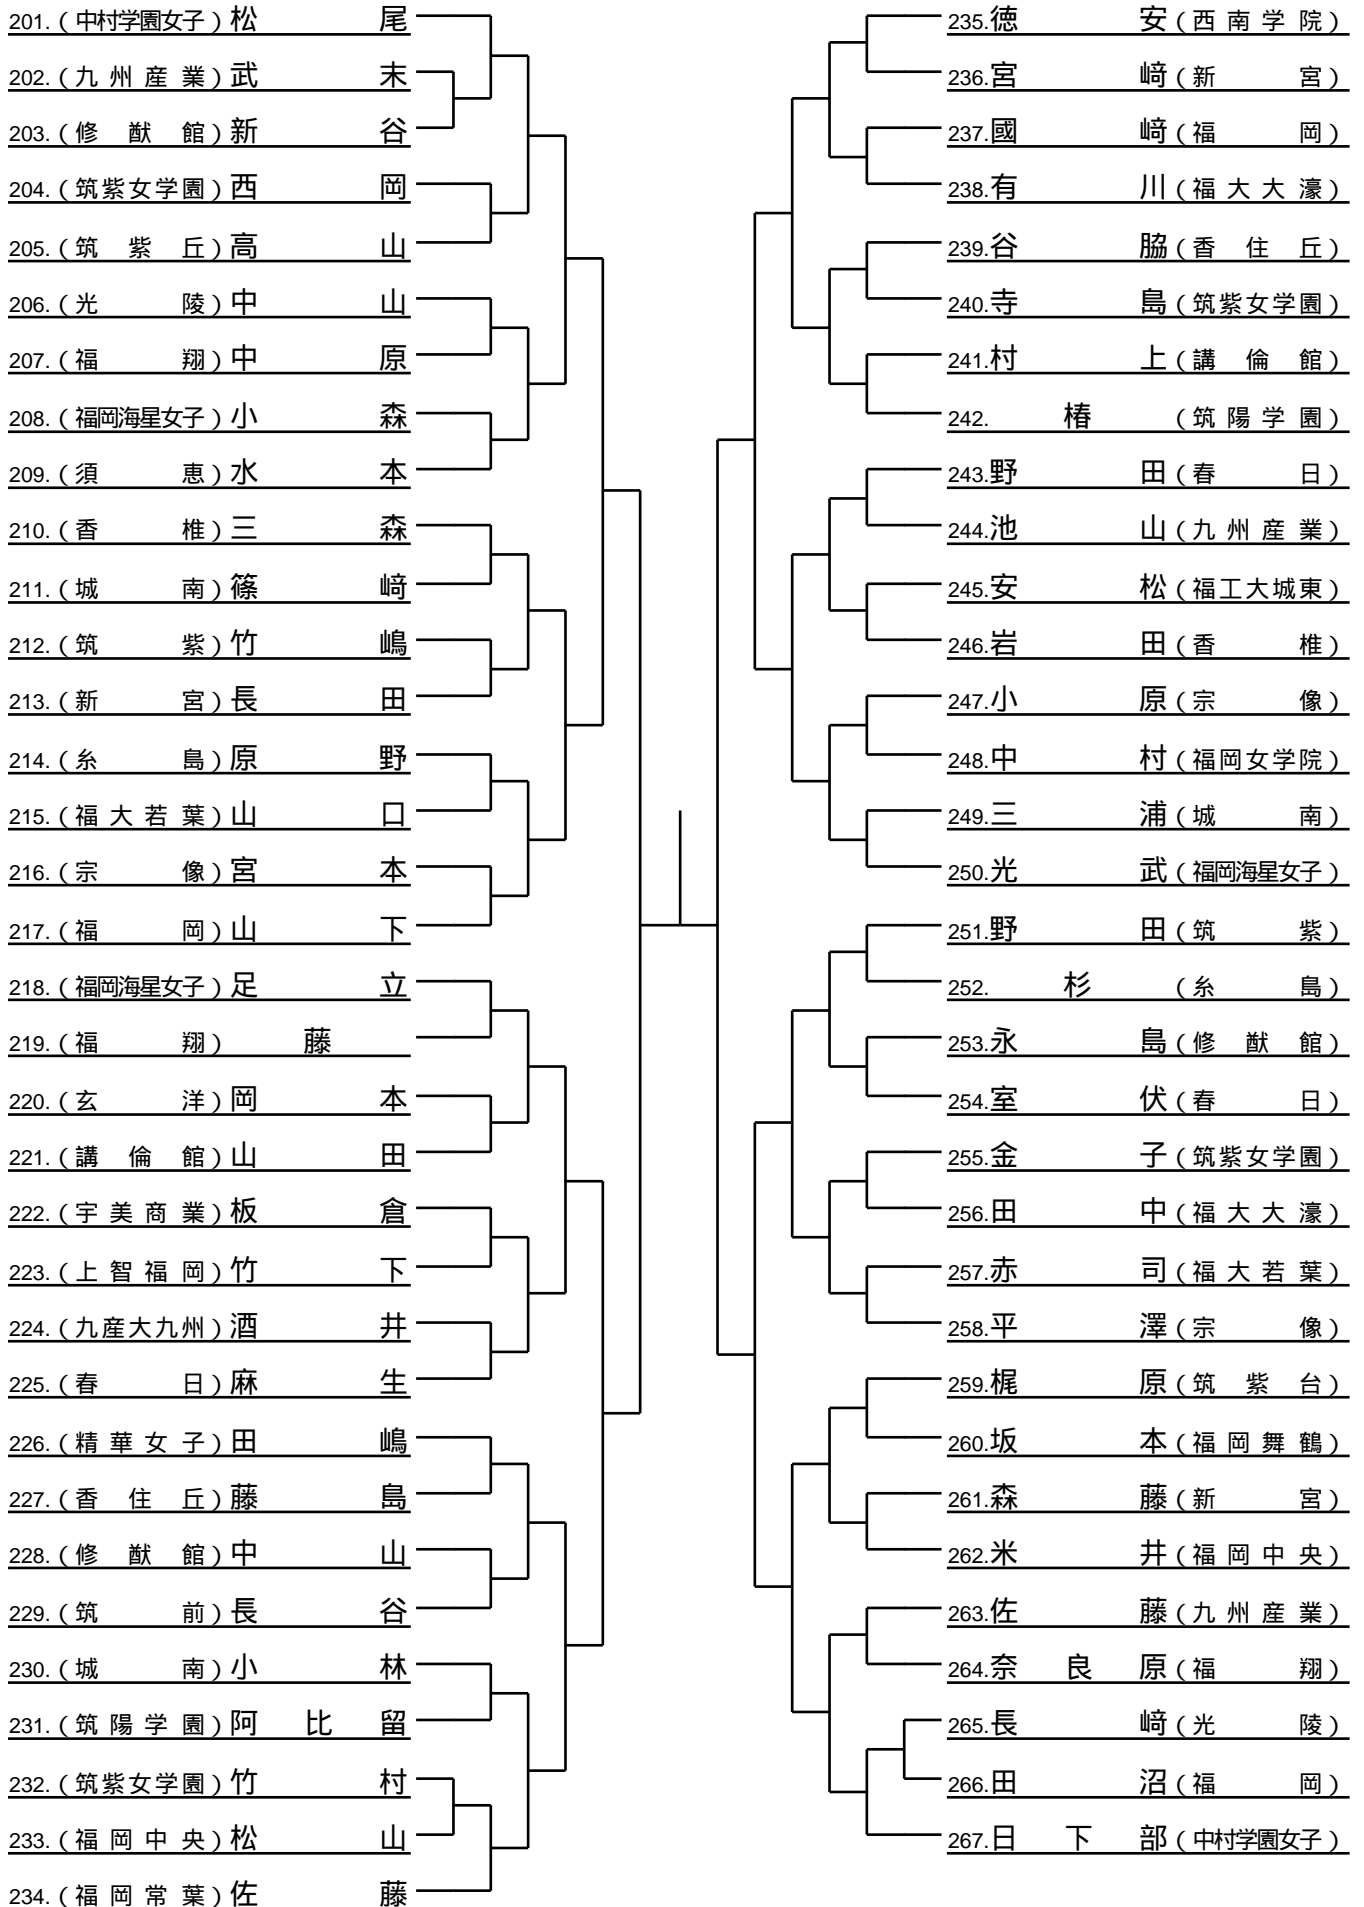 201.（中村学園女子）松尾
202.（九州産業）武末
203.（修猷館）新谷
204.（筑紫女学園）西岡
205.（筑紫丘）高山
206.（光陵）中山
207.（福翔）中原
208.（福岡海星女子）小森
209.（須恵）水本
210.（香椎）三森
211.（城南）篠﨑
212.（筑紫）竹嶋
213.（新宮）長田
214.（糸島）原野
215.（福大若葉）山口
216.（宗像）宮本
217.（福岡）山下
218.（福岡海星女子）足立
219.（福翔）藤
220.（玄洋）岡本
221.（講倫館）山田
222.（宇美商業）板倉
223.（上智福岡）竹下
224.（九産大九州）酒井
225.（春日）麻生
226.（精華女子）田嶋
227.（香住丘）藤島
228.（修猷館）中山
229.（筑前）長谷
230.（城南）小林
231.（筑陽学園）阿比留
232.（筑紫女学園）竹村
233.（福岡中央）松山
234.（福岡常葉）佐藤
235.徳安（西南学院）
236.宮﨑（新宮）
237.國﨑（福岡）
238.有川（福大大濠）
239.谷脇（香住丘）
240.寺島（筑紫女学園）
241.村上（講倫館）
242.椿（筑陽学園）
243.野田（春日）
244.池山（九州産業）
245.安松（福工大城東）
246.岩田（香椎）
247.小原（宗像）
248.中村（福岡女学院）
249.三浦（城南）
250.光武（福岡海星女子）
251.野田（筑紫）
252.杉（糸島）
253.永島（修猷館）
254.室伏（春日）
255.金子（筑紫女学園）
256.田中（福大大濠）
257.赤司（福大若葉）
258.平澤（宗像）
259.梶原（筑紫台）
260.坂本（福岡舞鶴）
261.森藤（新宮）
262.米井（福岡中央）
263.佐藤（九州産業）
264.奈良原（福翔）
265.長﨑（光陵）
266.田沼（福岡）
267.日下部（中村学園女子）